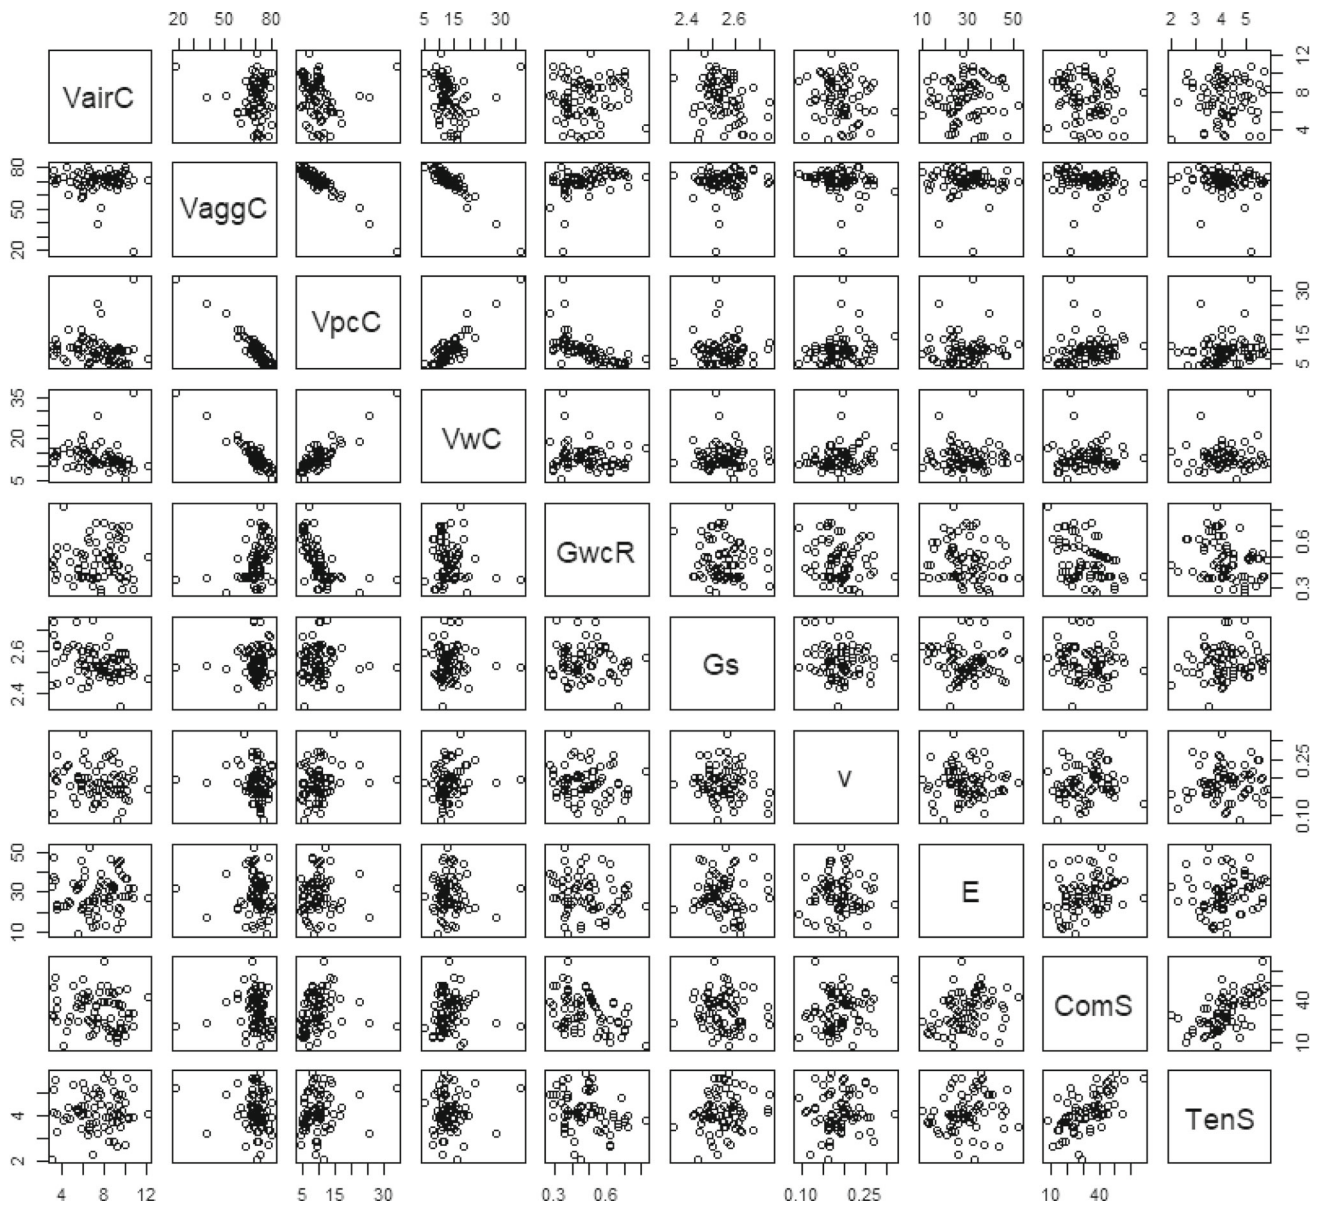 20 50 80 5 15 2.4 2.6 10 30 50 2 3 4 5
VairC 4 8 12
20 50 80 VaggC
VpcC 5 15 30
5 20 35 VwC
GwcR 0.3 0.6
2.4 2.6 Gs
v 0.10 0.25
10 30 50 E
ComS 10 40
2 4 TenS
4 8 12 5 15 30 0.3 0.6 0.10 0.25 10 40